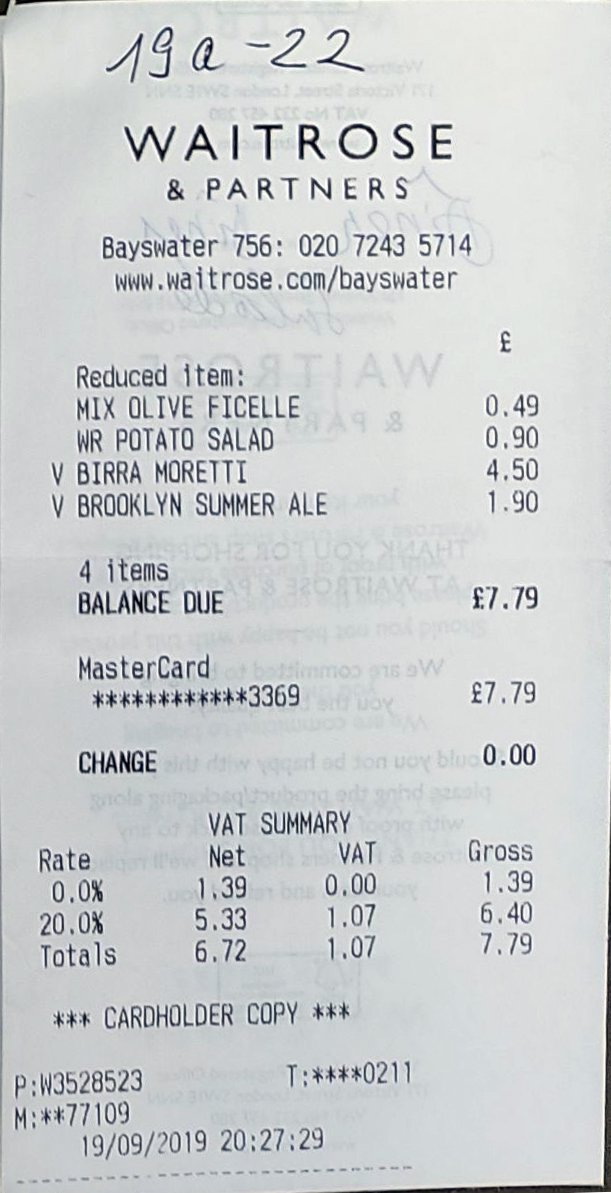 19a-22
WAITROSE
& PARTNERS
Bayswater 756: 020 7243 5714
www.waitrose.com/bayswater
£
Reduced item:
MIX OLIVE FICELLE 0.49
WR POTATO SALAD 0.90
V BIRRA MORETTI 4.50
V BROOKLYN SUMMER ALE 1.90
4 items
BALANCE DUE £7.79
MasterCard
************3369 £7.79
CHANGE 0.00
VAT SUMMARY
Rate Net VAT Gross
0.0% 1.39 0.00 1.39
20.0% 5.33 1.07 6.40
Totals 6.72 1.07 7.79
*** CARDHOLDER COPY ***
P:W3528523 T:****0211
M:**77109
19/09/2019 20:27:29